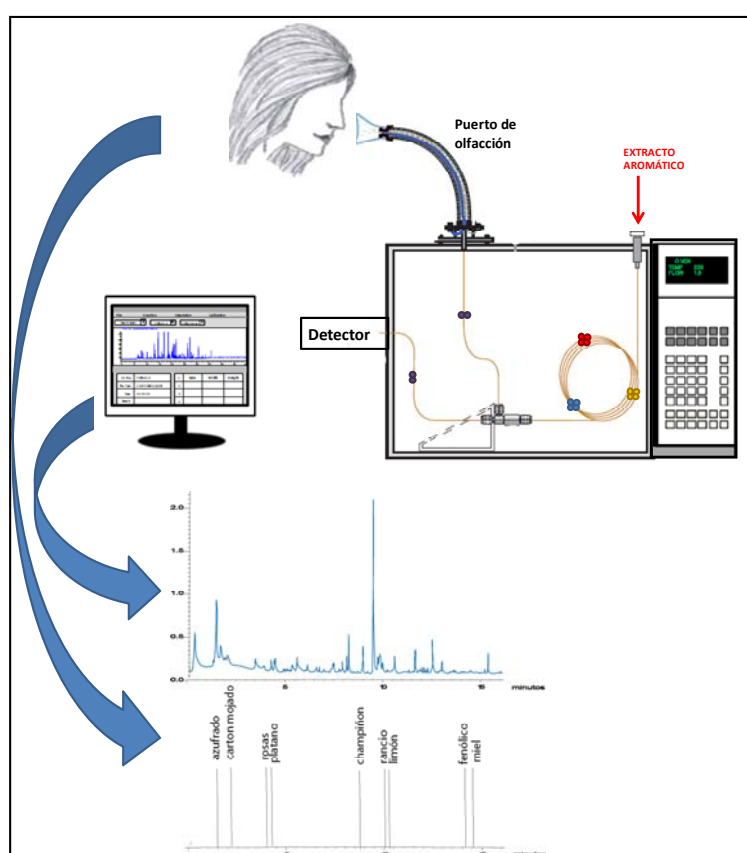 Puerto de
olfacción
EXTRACTO
AROMÁTICO
Detector
2.0
1.5
1.0
0.5
0.0
5
10
15
minutos
azufrado
carton mojado
rosas
platano
champiñon
rancio
limón
fenólico
miel